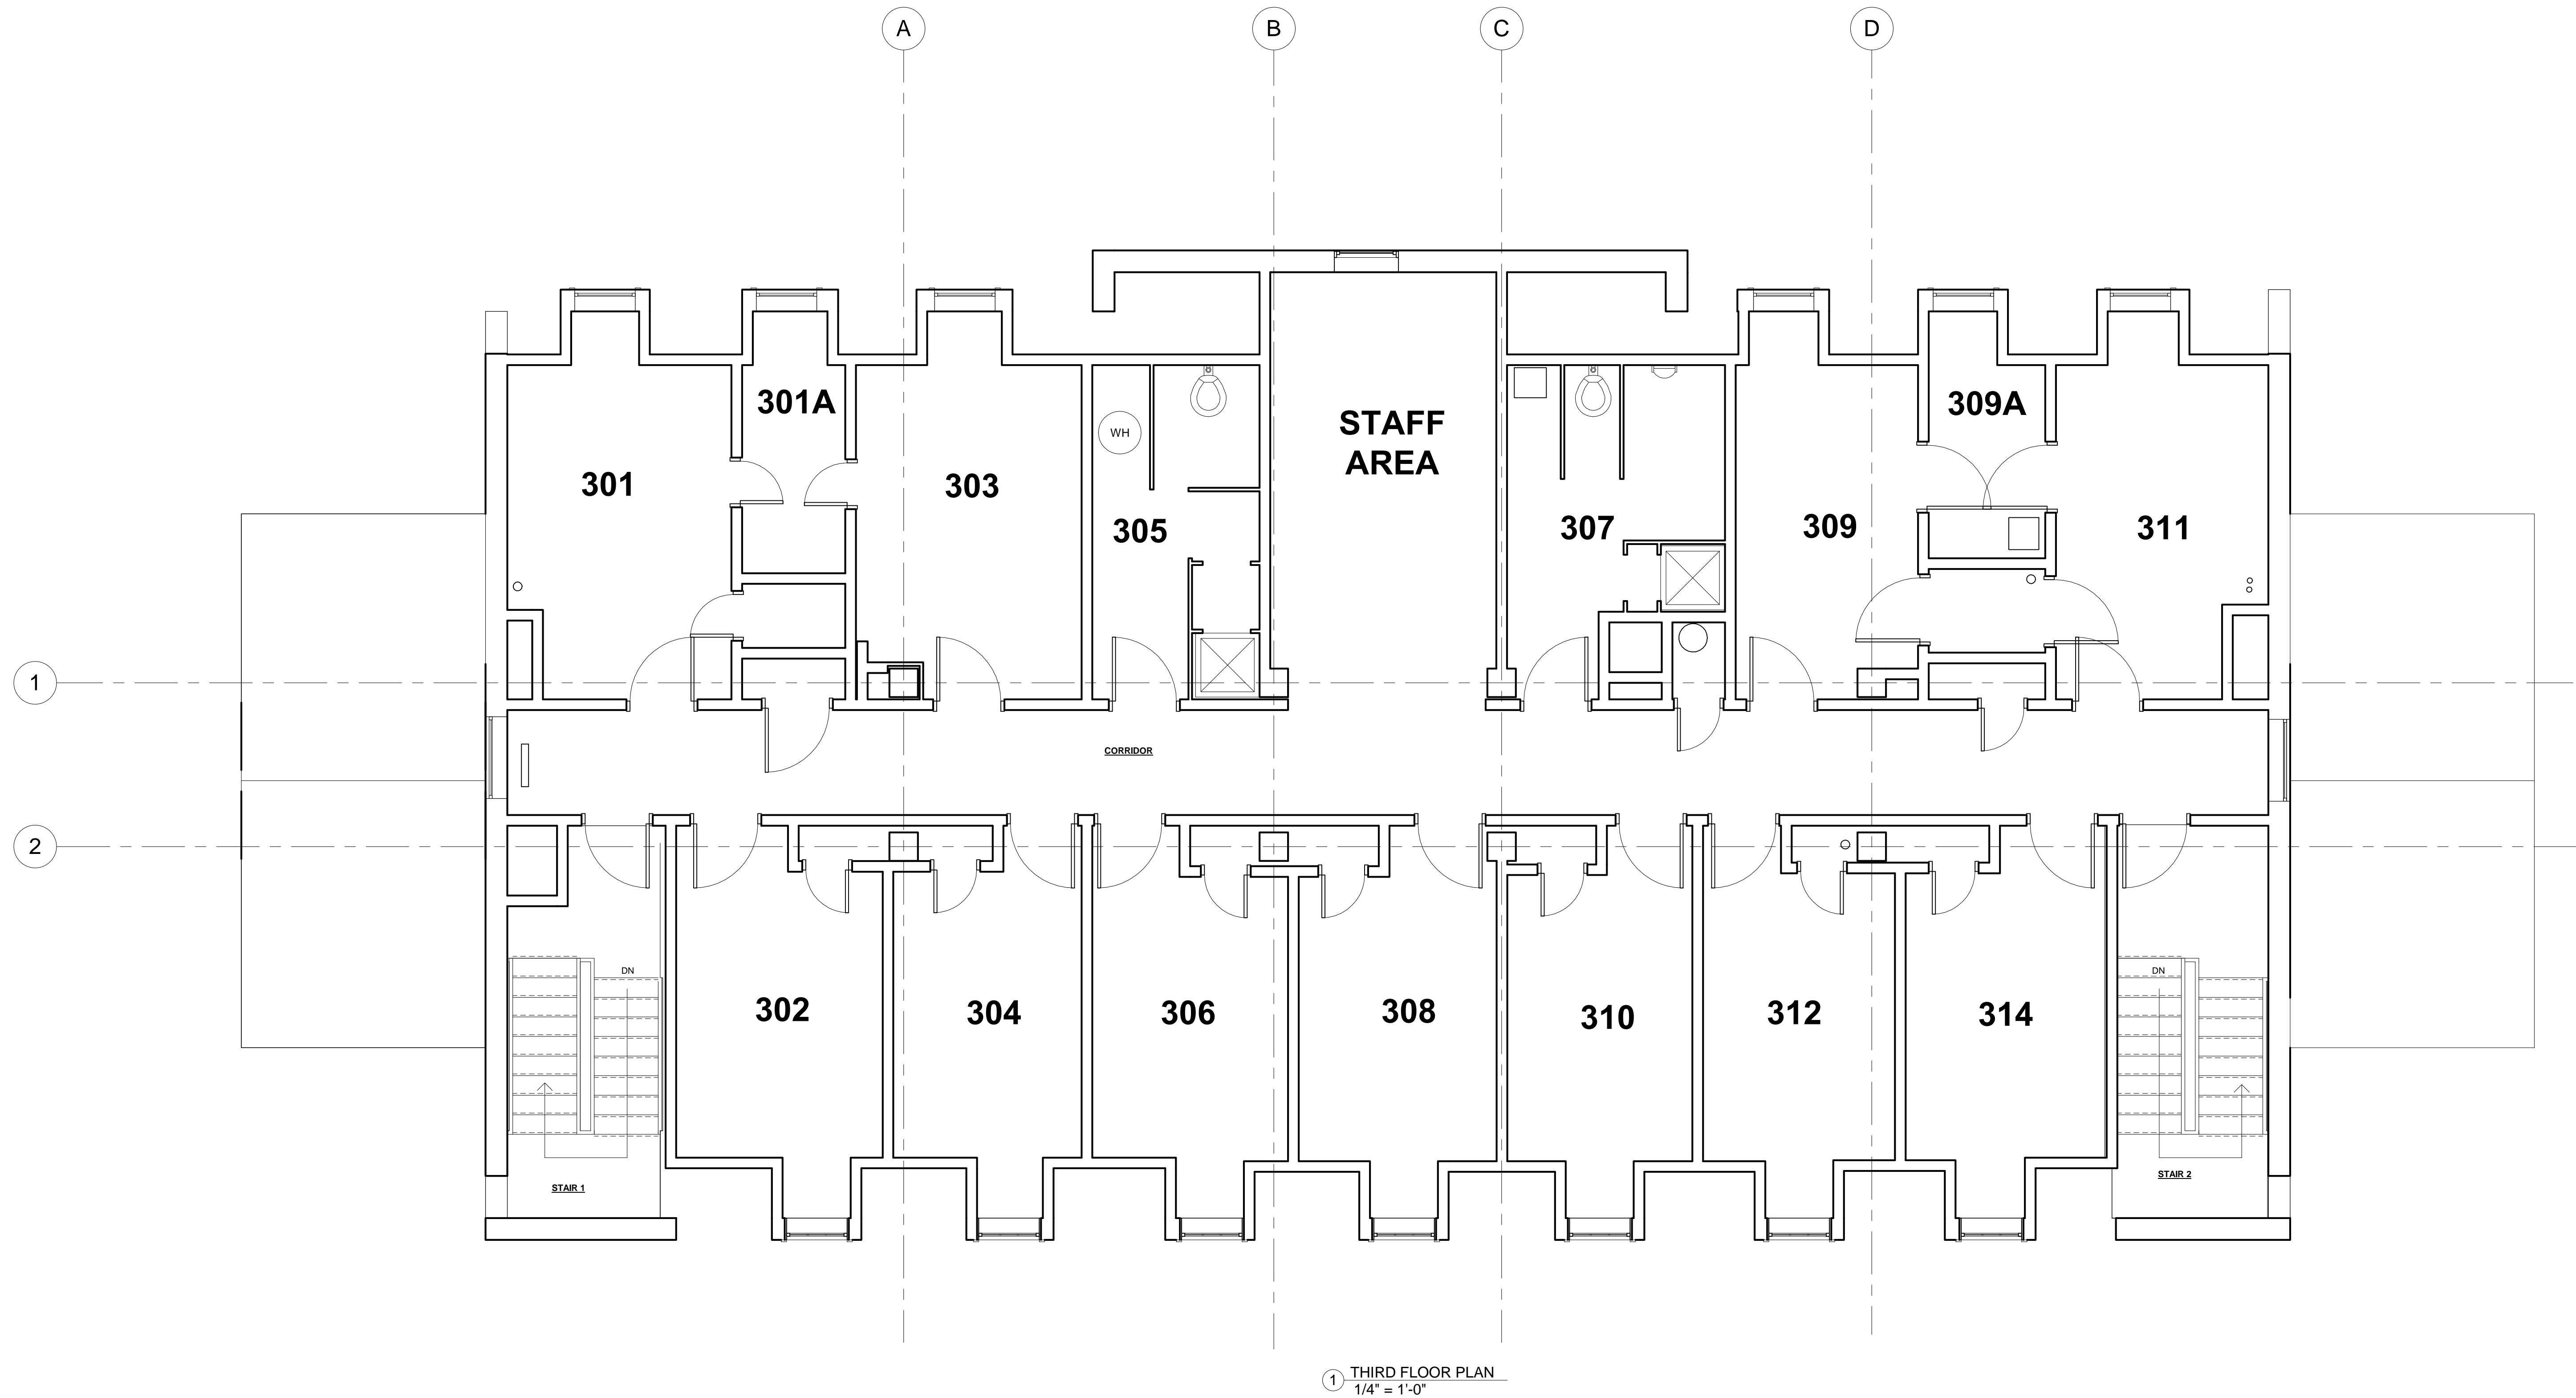 A
B
C
D
STAFF
AREA
301A
309A
WH
301
303
305
307
309
311
1
CORRIDOR
2
DN
DN
302
304
306
308
310
312
314
STAIR 1
STAIR 2
1
THIRD FLOOR PLAN
1/4" = 1'-0"